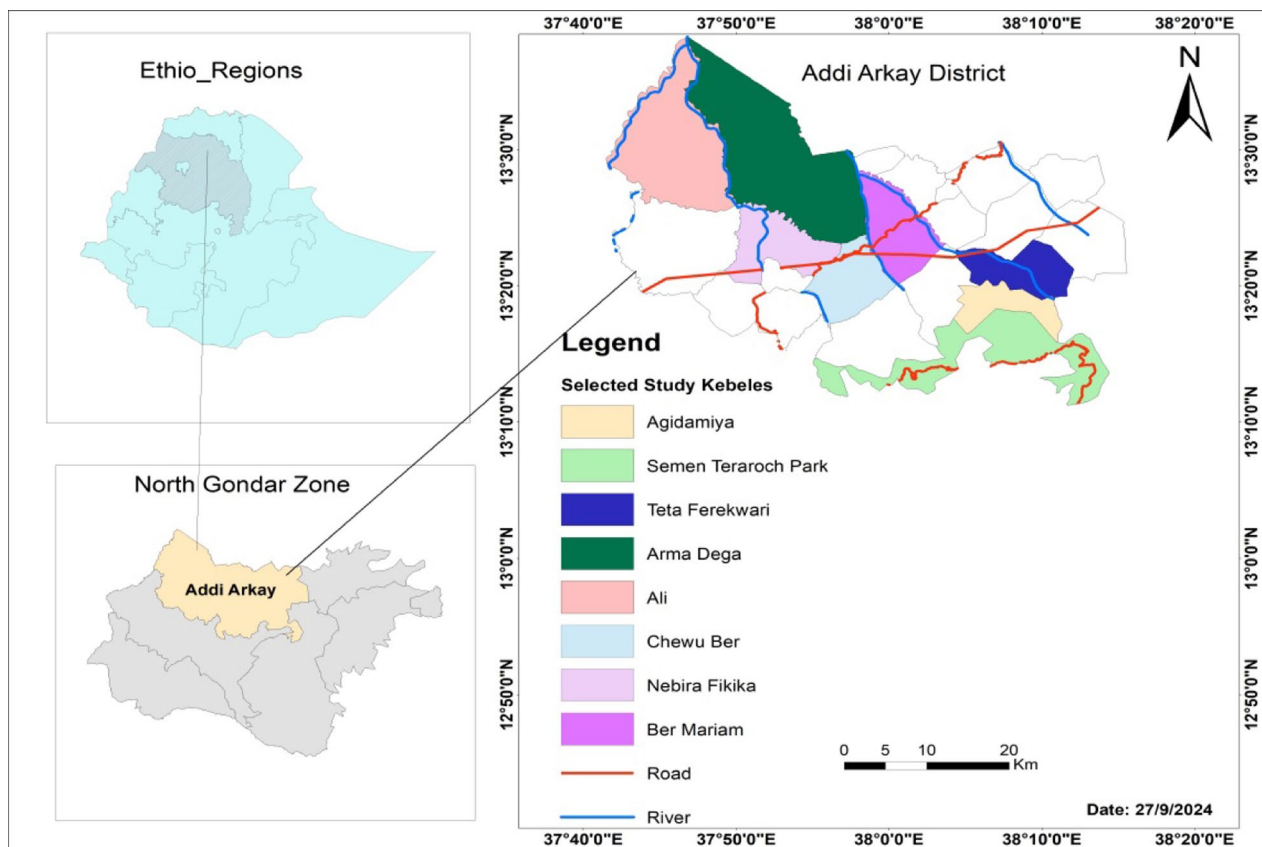 Ethio_Regions
North Gondar Zone
Addi Arkay
37°40'0"E 37°50'0"E 38°0'0"E 38°10'0"E 38°20'0"E
Addi Arkay District
N
13°30'0"N
13°20'0"N
13°10'0"N
13°0'0"N
12°50'0"N
13°30'0"N
13°20'0"N
13°10'0"N
13°0'0"N
12°50'0"N
Legend
Selected Study Kebeles
Agidamiya
Semen Teraroch Park
Teta Ferekwari
Arma Dega
Ali
Chewu Ber
Nebira Fikika
Ber Mariam
Road
River
0 5 10 20
Km
Date: 27/9/2024
37°40'0"E 37°50'0"E 38°0'0"E 38°10'0"E 38°20'0"E